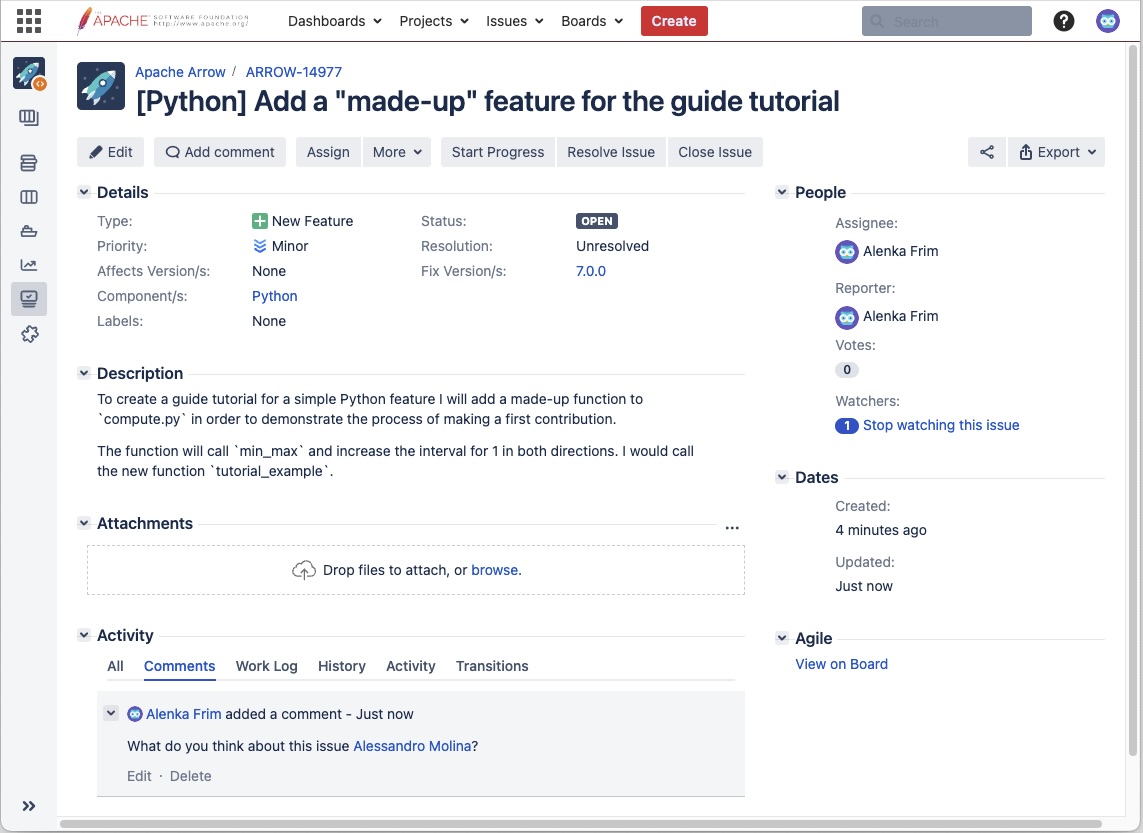 THE
APACHE SOFTWARE FOUNDATION
http://www.apache.org/
Dashboards Projects Issues Boards Create Search
Apache Arrow / ARROW-14977
[Python] Add a "made-up" feature for the guide tutorial
Edit Add comment Assign More Start Progress Resolve Issue Close Issue Export
Details
Type: New Feature Status: OPEN
Priority: Minor Resolution: Unresolved
Affects Version/s: None Fix Version/s: 7.0.0
Component/s: Python
Labels: None
Description
To create a guide tutorial for a simple Python feature I will add a made-up function to
`compute.py` in order to demonstrate the process of making a first contribution.
The function will call `min_max` and increase the interval for 1 in both directions. I would call
the new function `tutorial_example`.
Attachments
Drop files to attach, or browse.
Activity
All Comments Work Log History Activity Transitions
Alenka Frim added a comment - Just now
What do you think about this issue Alessandro Molina?
Edit · Delete
People
Assignee:
Alenka Frim
Reporter:
Alenka Frim
Votes:
0
Watchers:
1 Stop watching this issue
Dates
Created:
4 minutes ago
Updated:
Just now
Agile
View on Board